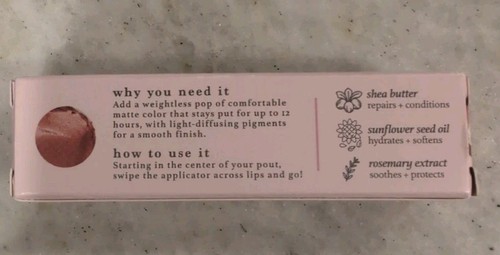 why you need it
Add a weightless pop of comfortable
matte color that stays put for up to 12
hours, with light-diffusing pigments
for a smooth finish.
how to use it
Starting in the center of your pout,
swipe the applicator across lips and go!
shea butter
repairs + conditions
sunflower seed oil
hydrates + softens
rosemary extract
soothes + protects